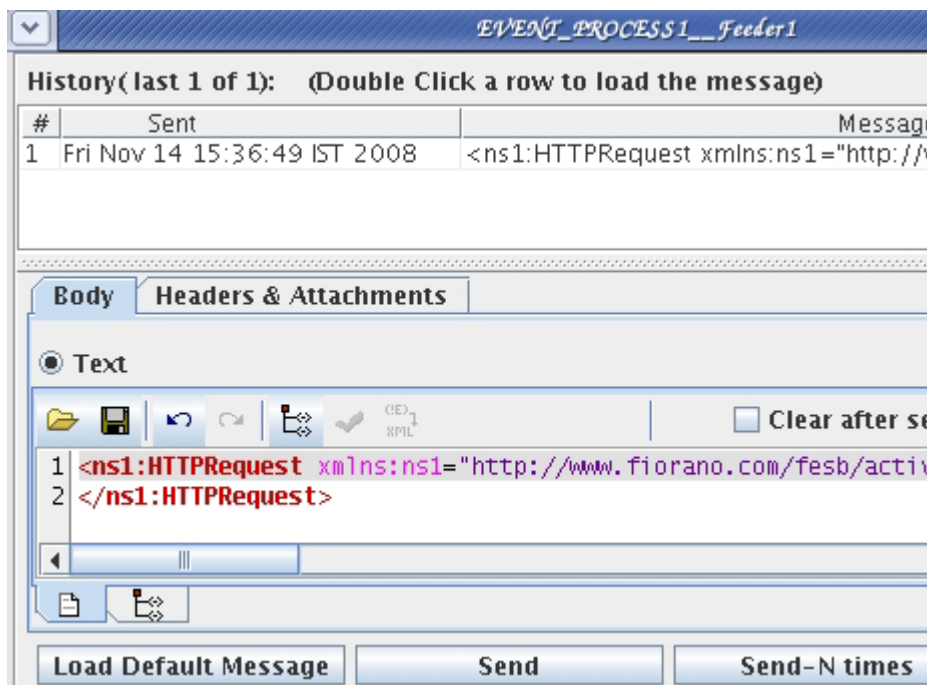 EVENT_PROCESS1__Feeder1
History( last 1 of 1): (Double Click a row to load the message)
# Sent Message
1 Fri Nov 14 15:36:49 IST 2008 <ns1:HTTPRequest xmlns:ns1="http://
Body Headers & Attachments
Text
(!E) XML
Clear after se
1 <ns1:HTTPRequest xmlns:ns1="http://www.fiorano.com/fesb/activ
2 </ns1:HTTPRequest>
Load Default Message Send Send-N times